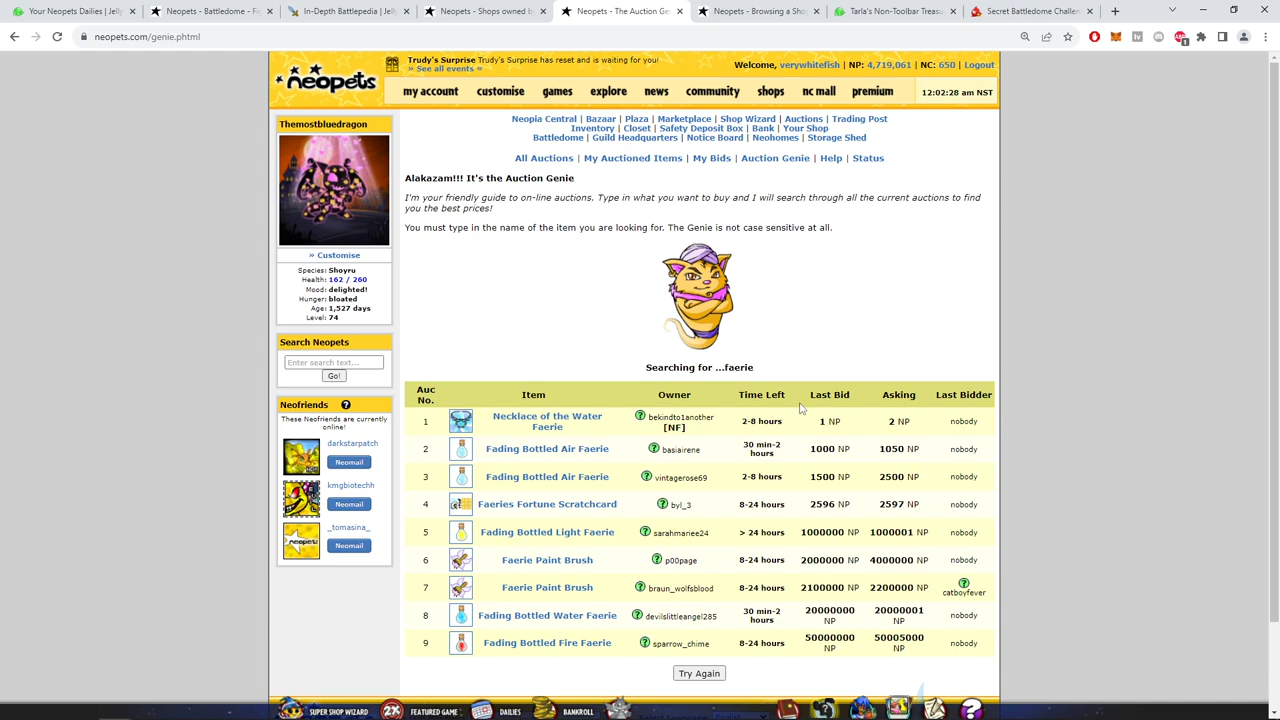 Your Neopets Dailies | Jelly
Neopets - Battledome - Fi
In-Depth Battlepedia | Jelly
Neopets - Shops owned b
Neopets - The Auction Ge
Neopets - Browsing a Shop
Tarla's Non-Toolbar Treasu
Secret Battledome Challen
neopets.com/genie.phtml
Trudy's Surprise Trudy's Surprise has reset and is waiting for you!
» See all events «
Welcome, verywhitefish | NP: 4,719,061 | NC: 650 | Logout
neopets
my account customise games explore news community shops nc mall premium
12:02:28 am NST
Themostbluedragon
» Customise
Species: Shoyru
Health: 162 / 260
Mood: delighted!
Hunger: bloated
Age: 1,527 days
Level: 74
Search Neopets
Enter search text...
Go!
Neofriends
These Neofriends are currently
online!
darkstarpatch
Neomail
kmgbiotechh
Neomail
_tomasina_
Neomail
Neopia Central | Bazaar | Plaza | Marketplace | Shop Wizard | Auctions | Trading Post
Inventory | Closet | Safety Deposit Box | Bank | Your Shop
Battledome | Guild Headquarters | Notice Board | Neohomes | Storage Shed
All Auctions | My Auctioned Items | My Bids | Auction Genie | Help | Status
Alakazam!!! It's the Auction Genie
I'm your friendly guide to on-line auctions. Type in what you want to buy and I will search through all the current auctions to find
you the best prices!
You must type in the name of the item you are looking for. The Genie is not case sensitive at all.
Searching for ...faerie
Auc No. Item Owner Time Left Last Bid Asking Last Bidder
1 Necklace of the Water Faerie bekindto1another [NF] 2-8 hours 1 NP 2 NP nobody
2 Fading Bottled Air Faerie basiairene 30 min-2 hours 1000 NP 1050 NP nobody
3 Fading Bottled Air Faerie vintagerose69 2-8 hours 1500 NP 2500 NP nobody
4 Faeries Fortune Scratchcard byl_3 8-24 hours 2596 NP 2597 NP nobody
5 Fading Bottled Light Faerie sarahmariee24 > 24 hours 1000000 NP 1000001 NP nobody
6 Faerie Paint Brush p00page 8-24 hours 2000000 NP 4000000 NP nobody
7 Faerie Paint Brush braun_wolfsblood 8-24 hours 2100000 NP 2200000 NP catboyfever
8 Fading Bottled Water Faerie devilslittleangel285 30 min-2 hours 20000000 NP 20000001 NP nobody
9 Fading Bottled Fire Faerie sparrow_chime 8-24 hours 50000000 NP 50005000 NP nobody
Try Again
SUPER SHOP WIZARD 2X FEATURED GAME DAILIES BANKROLL
Select Language: English